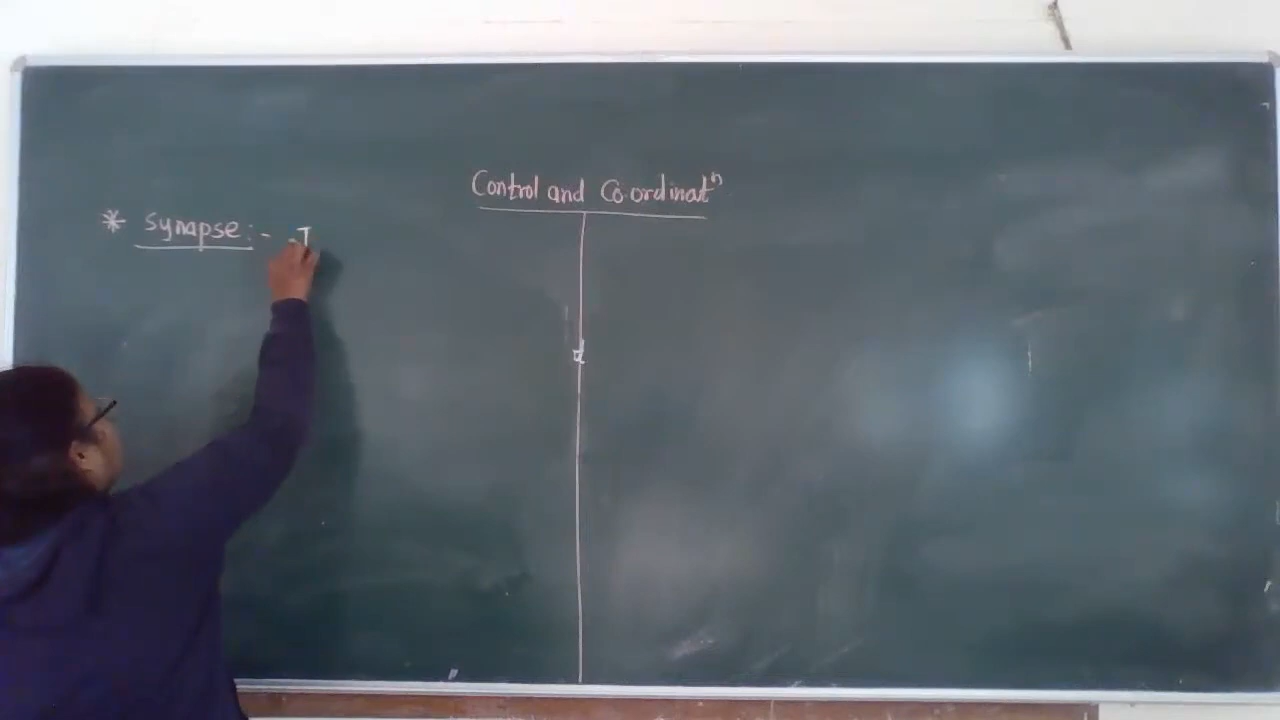 Control and Co-ordinatⁿ
* Synapse:-